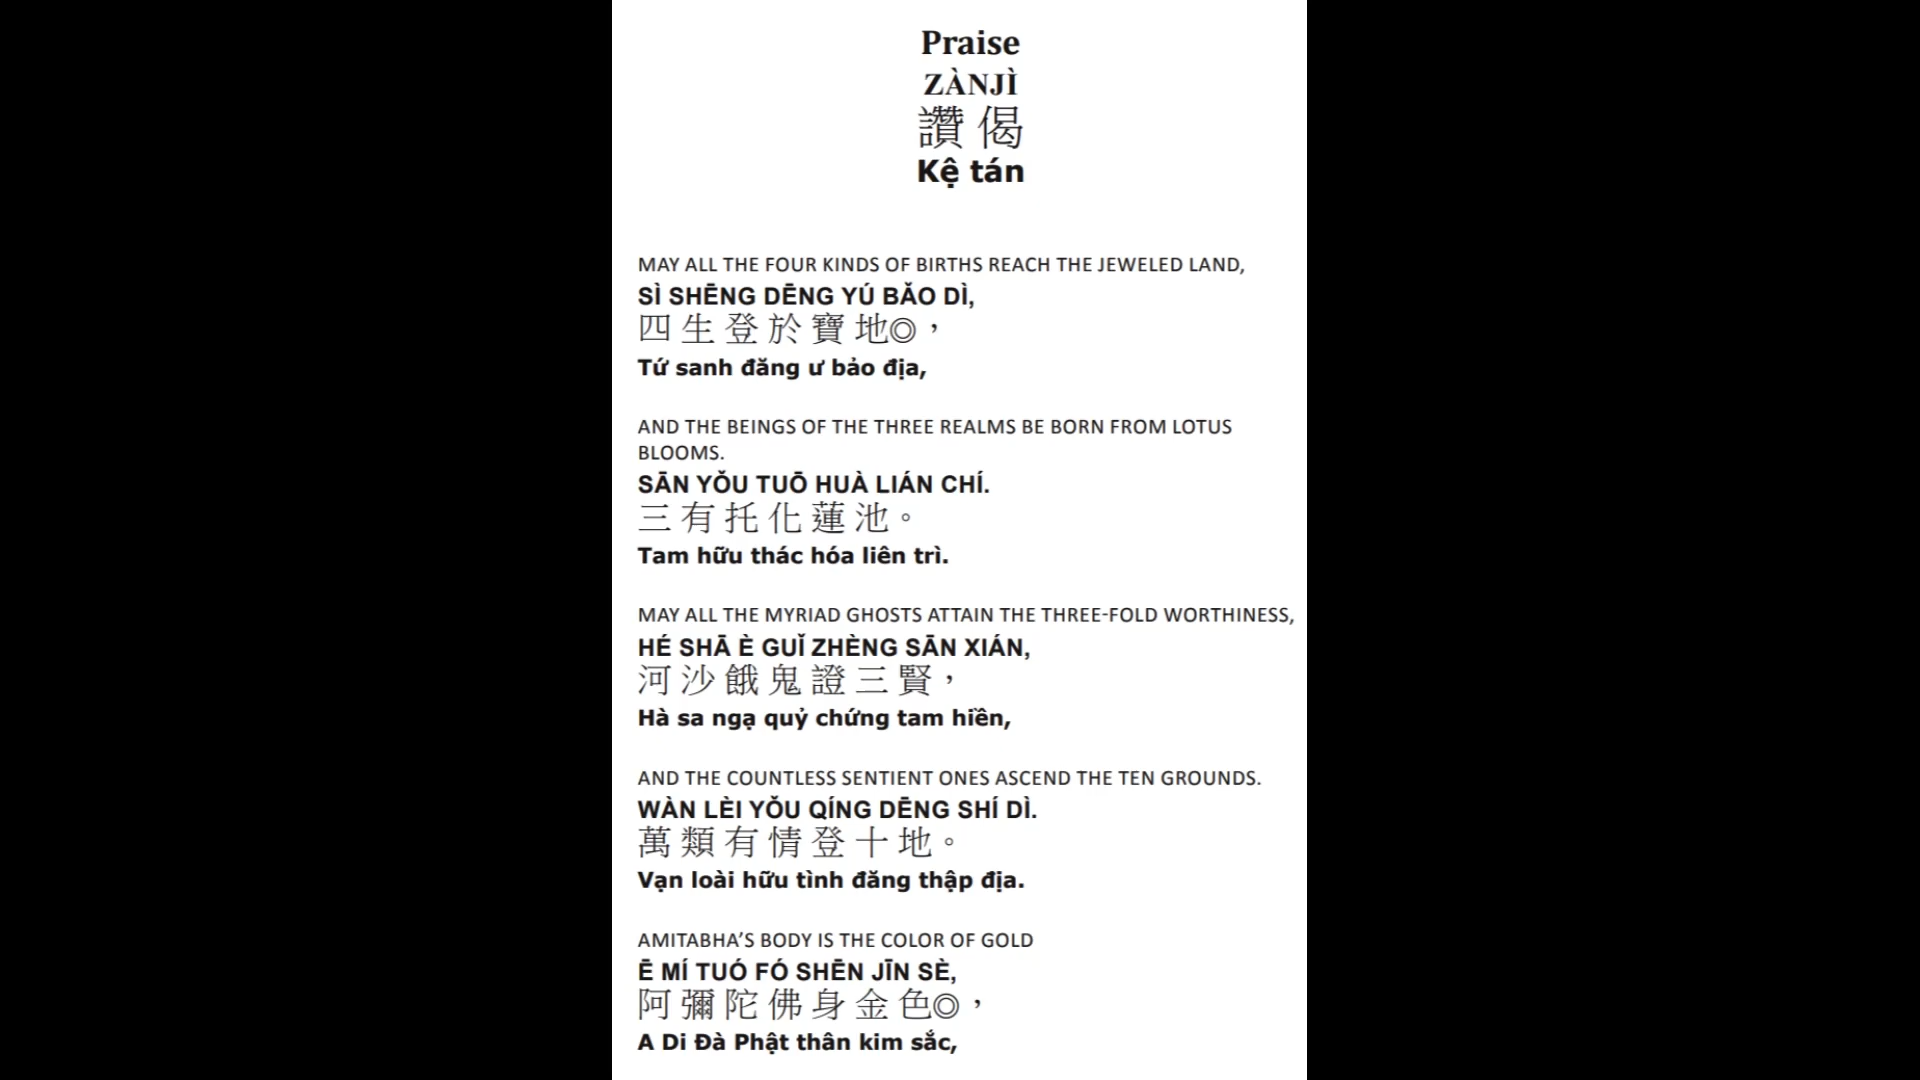 Praise
ZÀNJÌ
讚 偈
Kệ tán
MAY ALL THE FOUR KINDS OF BIRTHS REACH THE JEWELED LAND,
SÌ SHĒNG DĒNG YÚ BǍO DÌ,
四 生 登 於 寶 地◎，
Tứ sanh đăng ư bảo địa,
AND THE BEINGS OF THE THREE REALMS BE BORN FROM LOTUS
BLOOMS.
SĀN YǑU TUŌ HUÀ LIÁN CHÍ.
三 有 托 化 蓮 池。
Tam hữu thác hóa liên trì.
MAY ALL THE MYRIAD GHOSTS ATTAIN THE THREE-FOLD WORTHINESS,
HÉ SHĀ È GUǏ ZHÈNG SĀN XIÁN,
河 沙 餓 鬼 證 三 賢，
Hà sa ngạ quỷ chứng tam hiền,
AND THE COUNTLESS SENTIENT ONES ASCEND THE TEN GROUNDS.
WÀN LÈI YǑU QÍNG DĒNG SHÍ DÌ.
萬 類 有 情 登 十 地。
Vạn loài hữu tình đăng thập địa.
AMITABHA’S BODY IS THE COLOR OF GOLD
Ē MÍ TUÓ FÓ SHĒN JĪN SÈ,
阿 彌 陀 佛 身 金 色◎，
A Di Đà Phật thân kim sắc,